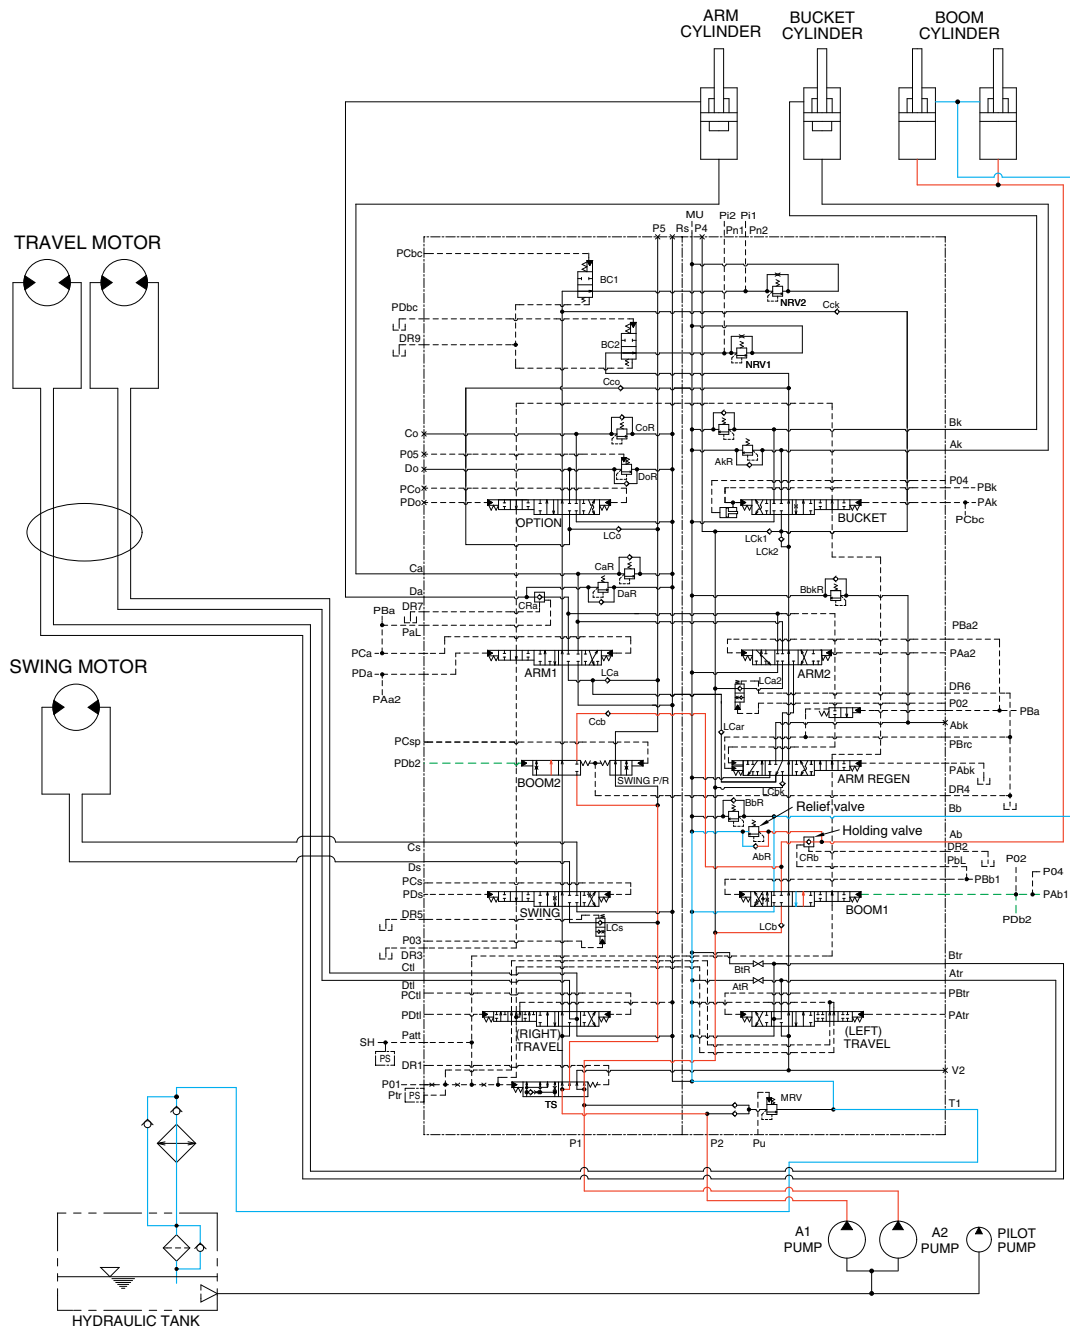 ARM
CYLINDER
BUCKET
CYLINDER
BOOM
CYLINDER
TRAVEL MOTOR
SWING MOTOR
MU
Pi2 Pi1
P5 Rs P4 Pn1 Pn2
PCbc
BC1
NRV2
Cck
PDbc
DR9
BC2
NRV1
Cco
Co
CoR
Bk
P05
Do
DoR
AkR
Ak
PCo
PDo
OPTION
P04
PBk
PAk
PCbc
BUCKET
LCo
LCk1
LCk2
Ca
CaR
Da
DaR
CRa
BbkR
PBa
DR7
PaL
PCa
PDa
PAa2
ARM1
LCa
PBa2
PAa2
ARM2
LCa2
DR6
P02
PBa
Ccb
LCar
Abk
PCsp
PDb2
BOOM2
SWING P/R
PBrc
PAbk
ARM REGEN
LCbk
DR4
BbR
Relief valve
Bb
Holding valve
AbR
CRb
Ab
DR2
PbL
PBb1
P02
P04
PAb1
PDb2
BOOM1
LCb
Cs
Ds
PCs
PDs
SWING
DR5
LCs
P03
DR3
Ctl
Dtl
PCtl
PDtl
(RIGHT)
TRAVEL
BtR
AtR
Btr
Atr
PBtr
PAtr
(LEFT)
TRAVEL
Patt
SH
PS
DR1
P01
Ptr
PS
TS
V2
MRV
T1
P1
P2
Pu
A1
PUMP
A2
PUMP
PILOT
PUMP
HYDRAULIC TANK